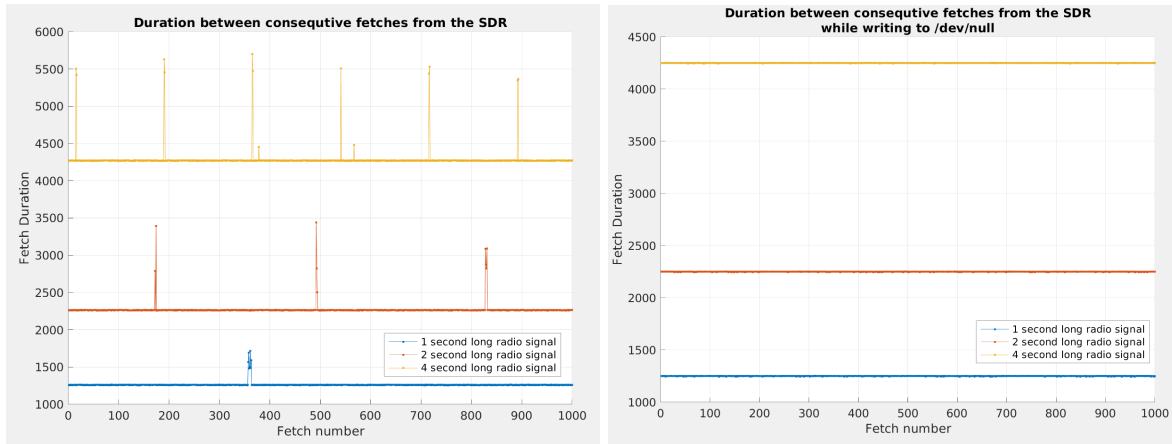 Duration between consequtive fetches from the SDR
6000
5500
5000
4500
4000
3500
3000
2500
2000
1500
1000
Fetch Duration
1 second long radio signal
2 second long radio signal
4 second long radio signal
0 100 200 300 400 500 600 700 800 900 1000
Fetch number
Duration between consequtive fetches from the SDR
while writing to /dev/null
4500
4000
3500
3000
2500
2000
1500
1000
Fetch Duration
1 second long radio signal
2 second long radio signal
4 second long radio signal
0 100 200 300 400 500 600 700 800 900 1000
Fetch number